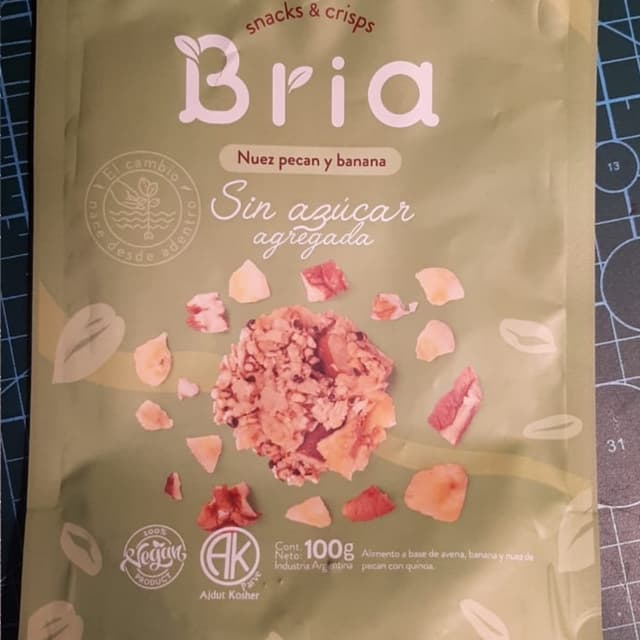 snacks & crisps
Bria
Nuez pecan y banana
El cambio
nace desde adentro
Sin azúcar
agregada
100%
Vegan
PRODUCT
AK
Parve
Ajdut Kosher
Cont.
Neto: 100g
Industria Argentina
Alimento a base de avena, banana y nuez de
pecan con quinoa.
13
31